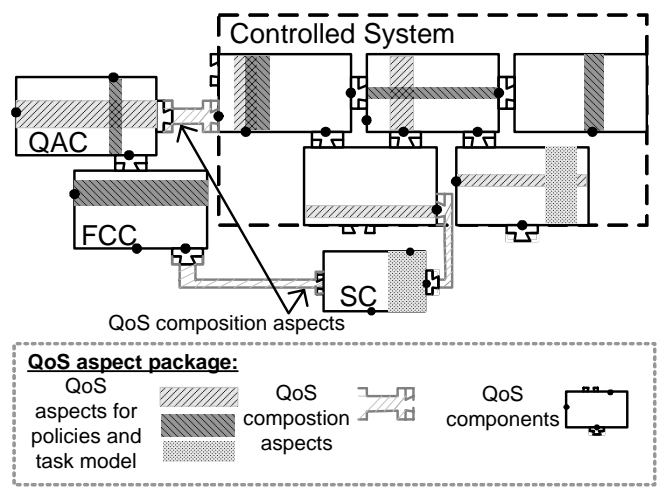 Controlled System
QAC
FCC
SC
QoS composition aspects
QoS aspect package:
QoS
aspects for
policies and
task model
QoS
compostion
aspects
QoS
components